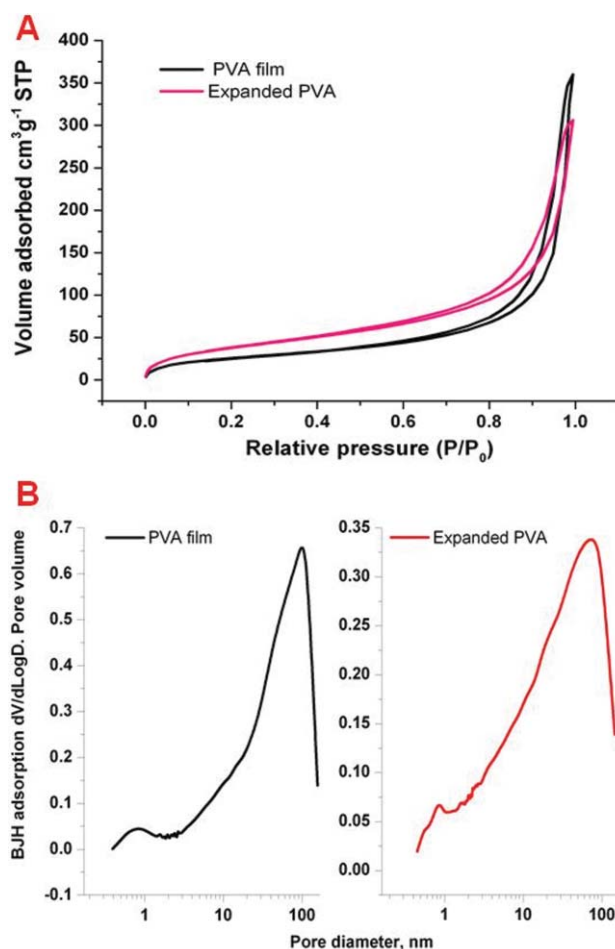 A
400
350
300
250
200
150
100
50
0
PVA film
Expanded PVA
Volume adsorbed cm³g⁻¹ STP
0.0 0.2 0.4 0.6 0.8 1.0
Relative pressure (P/P₀)
B
0.7
0.6
0.5
0.4
0.3
0.2
0.1
0.0
-0.1
PVA film
BJH adsorption dV/dLogD. Pore volume
1 10 100
0.35
0.30
0.25
0.20
0.15
0.10
0.05
0.00
Expanded PVA
1 10 100
Pore diameter, nm